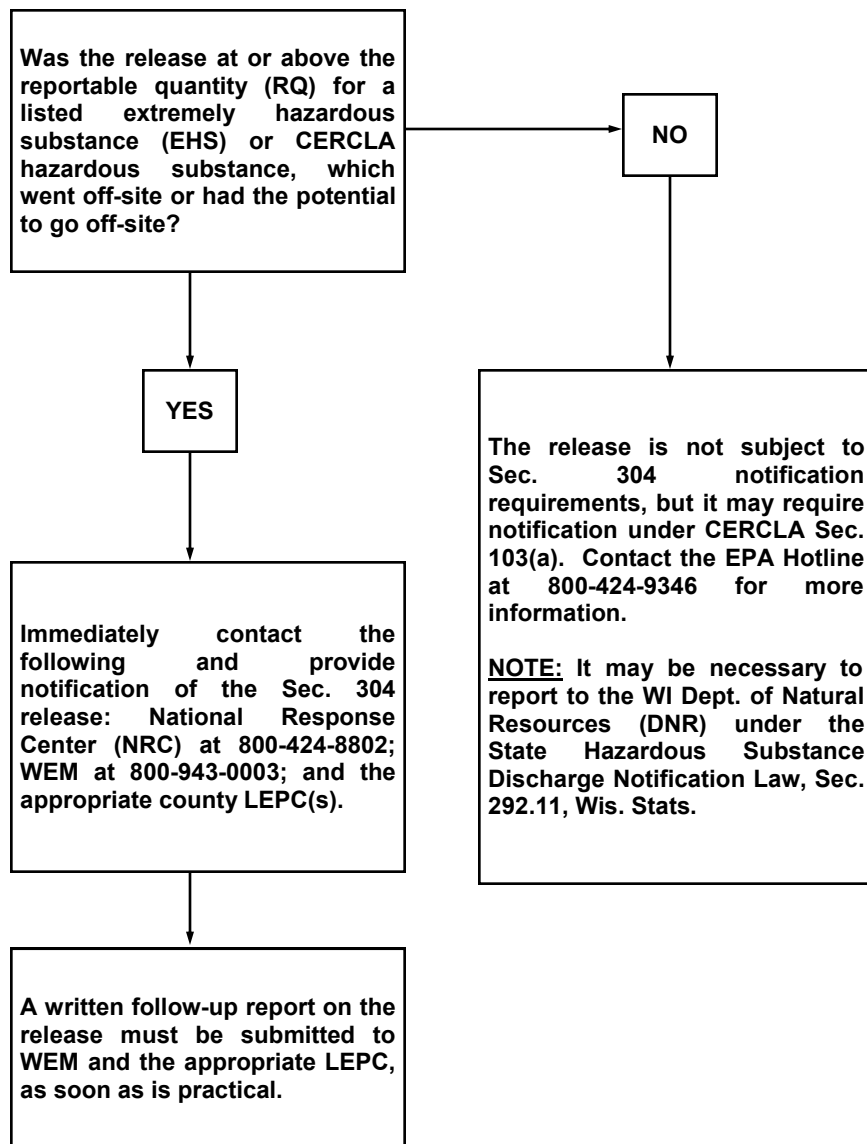 Was the release at or above the
reportable quantity (RQ) for a
listed extremely hazardous
substance (EHS) or CERCLA
hazardous substance, which
went off-site or had the potential
to go off-site?
NO
YES
The release is not subject to
Sec. 304 notification
requirements, but it may require
notification under CERCLA Sec.
103(a). Contact the EPA Hotline
at 800-424-9346 for more
information.
NOTE: It may be necessary to
report to the WI Dept. of Natural
Resources (DNR) under the
State Hazardous Substance
Discharge Notification Law, Sec.
292.11, Wis. Stats.
Immediately contact the
following and provide
notification of the Sec. 304
release: National Response
Center (NRC) at 800-424-8802;
WEM at 800-943-0003; and the
appropriate county LEPC(s).
A written follow-up report on the
release must be submitted to
WEM and the appropriate LEPC,
as soon as is practical.